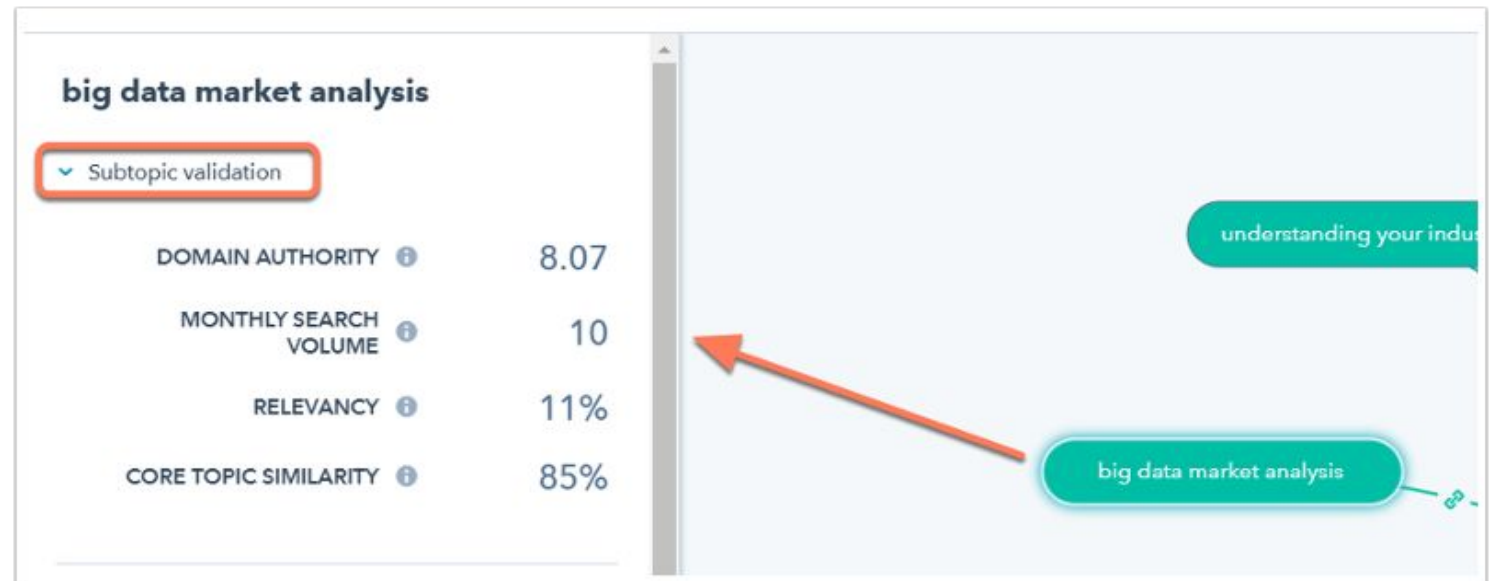 big data market analysis
Subtopic validation
DOMAIN AUTHORITY 8.07
MONTHLY SEARCH
VOLUME 10
RELEVANCY 11%
CORE TOPIC SIMILARITY 85%
understanding your indus
big data market analysis